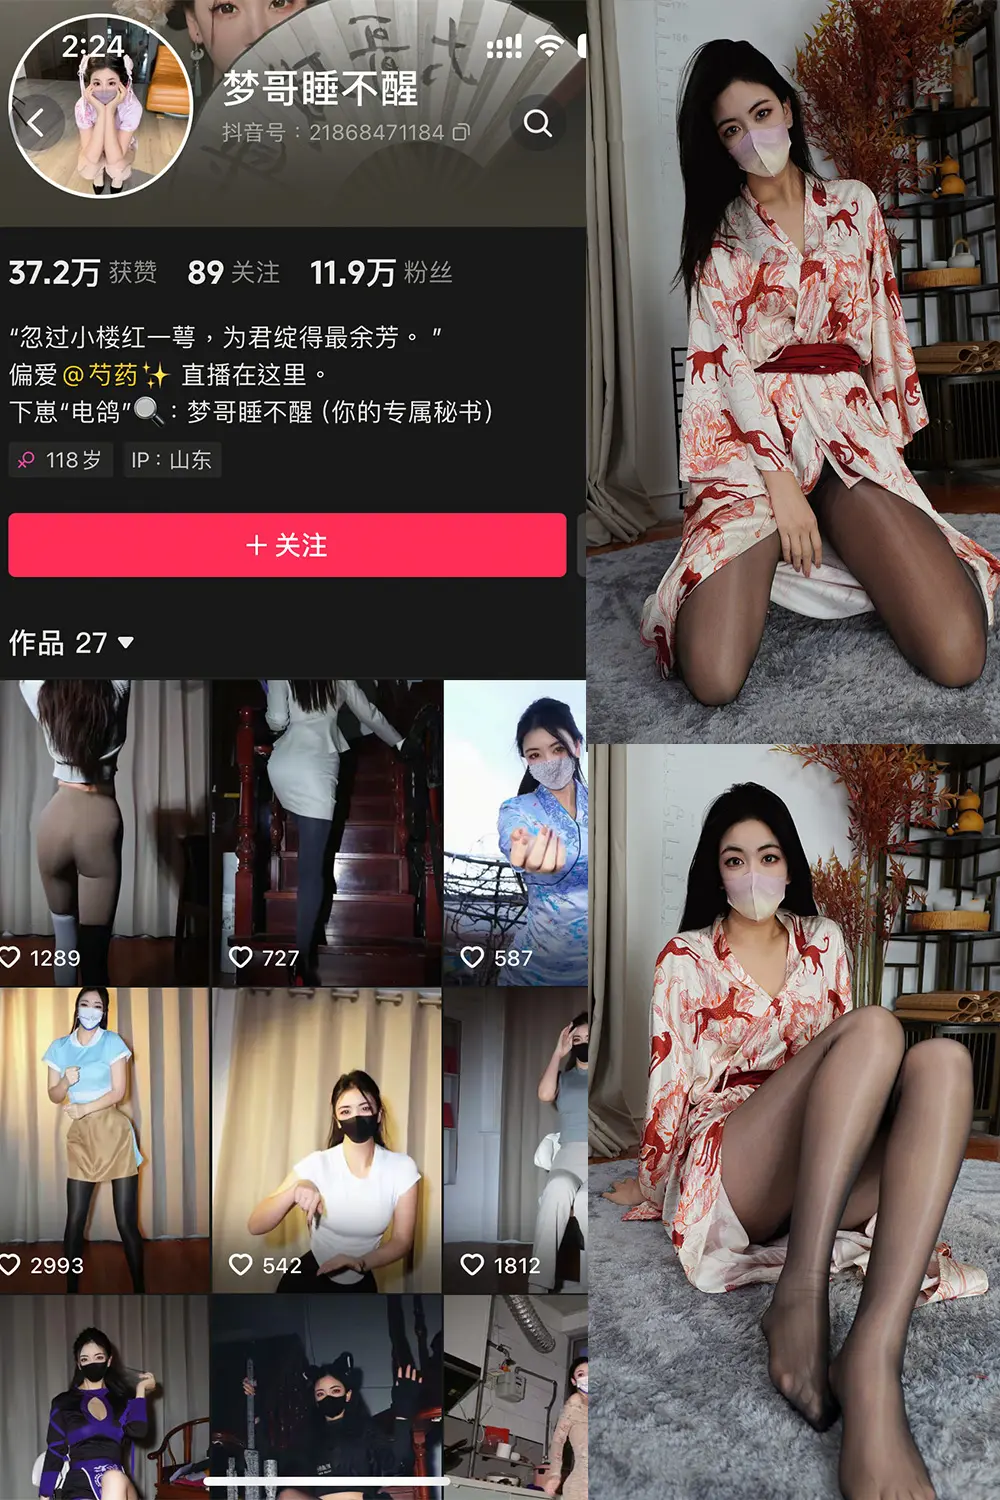 2:24
梦哥睡不醒
抖音号：21868471184
37.2万 获赞 89 关注 11.9万 粉丝
“忽过小楼红一萼，为君绽得最余芳。”
偏爱@芍药✨ 直播在这里。
下崽“电鸽”🔍：梦哥睡不醒（你的专属秘书）
♀ 118岁 IP：山东
＋关注
作品 27 ▼
1289
727
587
2993
542
1812